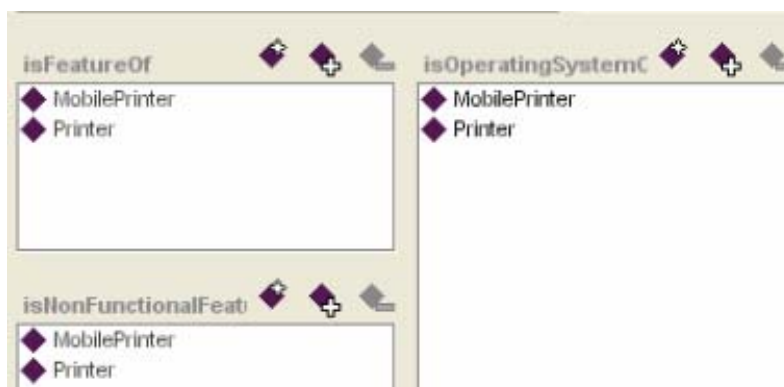 isFeatureOf
MobilePrinter
Printer
isOperatingSystemC
MobilePrinter
Printer
isNonFunctionalFeat
MobilePrinter
Printer